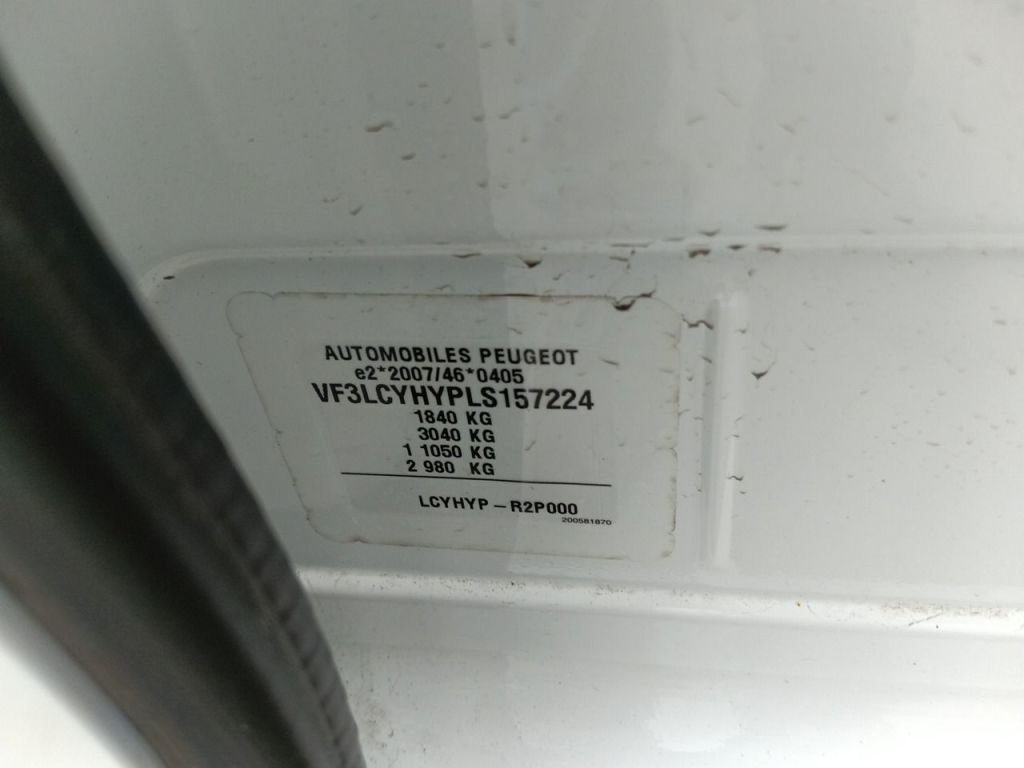 AUTOMOBILES PEUGEOT
e2*2007/46*0405
VF3LCYHYPLS157224
1840 KG
3040 KG
1 1050 KG
2 980 KG
LCYHYP - R2P000
200581870